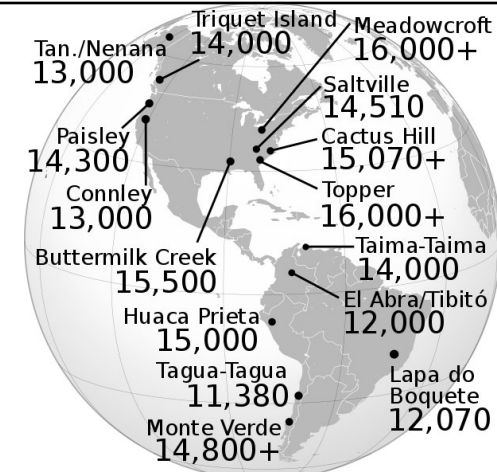 Triquet Island
14,000
Meadowcroft
16,000+
Tan./Nenana
13,000
Saltville
14,510
Paisley
14,300
Cactus Hill
15,070+
Connley
13,000
Topper
16,000+
Buttermilk Creek
15,500
Taima-Taima
14,000
El Abra/Tibitó
12,000
Huaca Prieta
15,000
Tagua-Tagua
11,380
Lapa do
Boquete
12,070
Monte Verde
14,800+